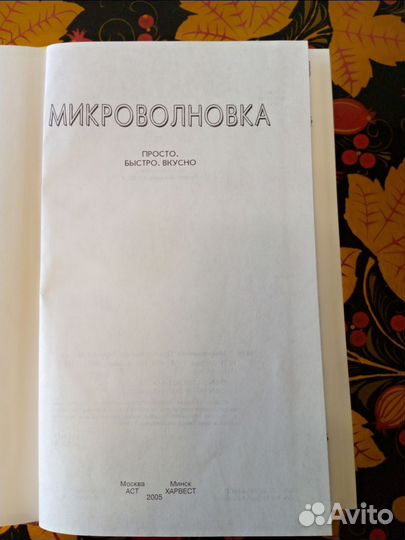 МИКРОВОЛНОВКА
ПРОСТО.
БЫСТРО. ВКУСНО
Москва Минск
АСТ ХАРВЕСТ
2005
Avito